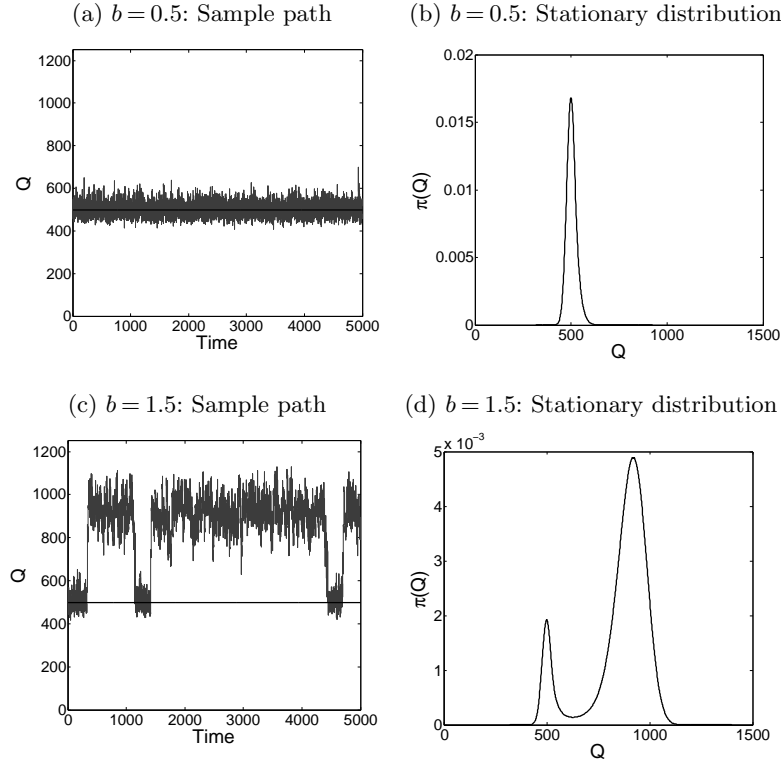 (a) b = 0.5: Sample path
1200
1000
800
600
400
200
0
Q
0 1000 2000 3000 4000 5000
Time
(b) b = 0.5: Stationary distribution
0.02
0.015
0.01
0.005
0
π(Q)
0 500 1000 1500
Q
(c) b = 1.5: Sample path
1200
1000
800
600
400
200
0
Q
0 1000 2000 3000 4000 5000
Time
(d) b = 1.5: Stationary distribution
x 10⁻³
5
4
3
2
1
0
π(Q)
0 500 1000 1500
Q